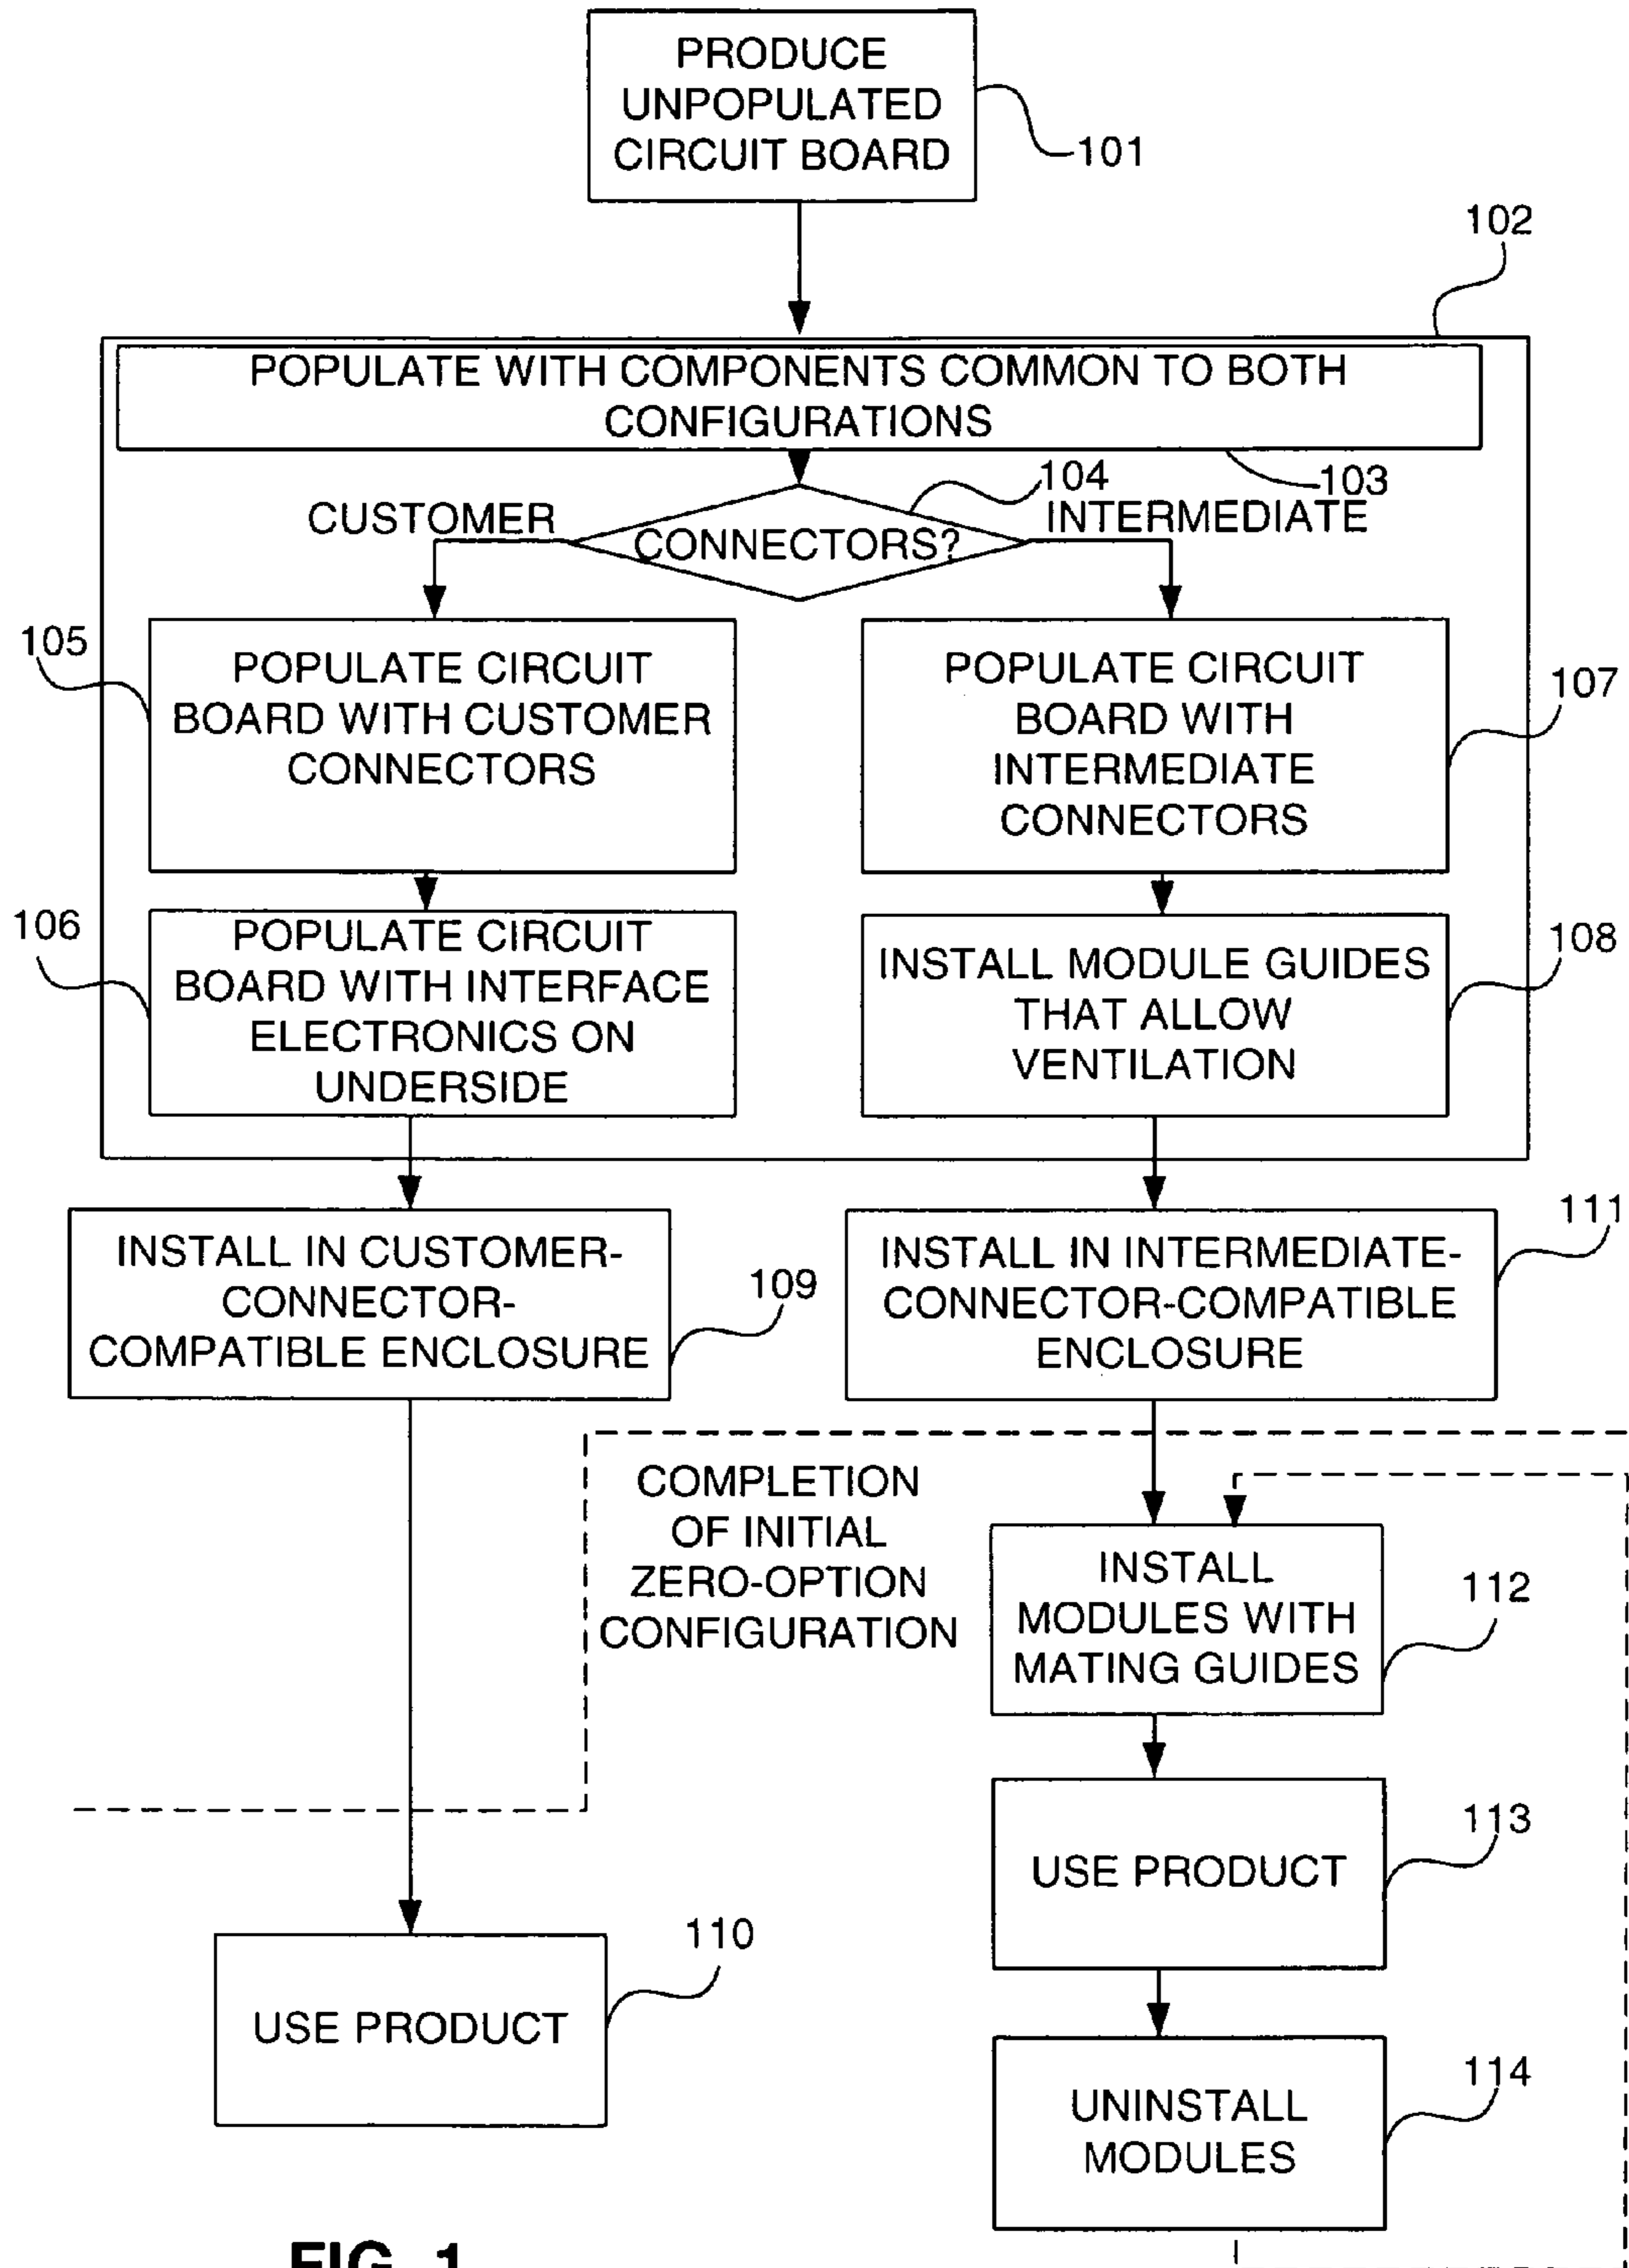 PRODUCE
UNPOPULATED
CIRCUIT BOARD
101
102
POPULATE WITH COMPONENTS COMMON TO BOTH
CONFIGURATIONS
103
104
CUSTOMER
INTERMEDIATE
CONNECTORS?
105
POPULATE CIRCUIT
BOARD WITH CUSTOMER
CONNECTORS
POPULATE CIRCUIT
BOARD WITH
INTERMEDIATE
CONNECTORS
107
106
POPULATE CIRCUIT
BOARD WITH INTERFACE
ELECTRONICS ON
UNDERSIDE
INSTALL MODULE GUIDES
THAT ALLOW
VENTILATION
108
INSTALL IN CUSTOMER-
CONNECTOR-
COMPATIBLE ENCLOSURE
109
INSTALL IN INTERMEDIATE-
CONNECTOR-COMPATIBLE
ENCLOSURE
111
COMPLETION
OF INITIAL
ZERO-OPTION
CONFIGURATION
INSTALL
MODULES WITH
MATING GUIDES
112
USE PRODUCT
113
USE PRODUCT
110
UNINSTALL
MODULES
114
FIG. 1